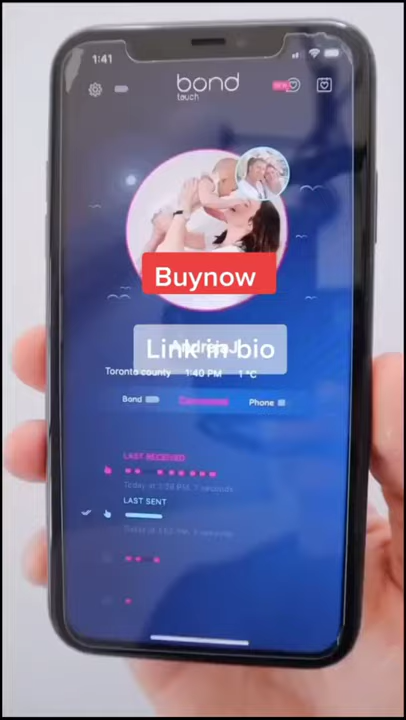 1:41
bond
touch
Buynow
Link in bio
Toronto county 1:40 PM 1 °C
Bond
Phone
LAST RECEIVED
LAST SENT